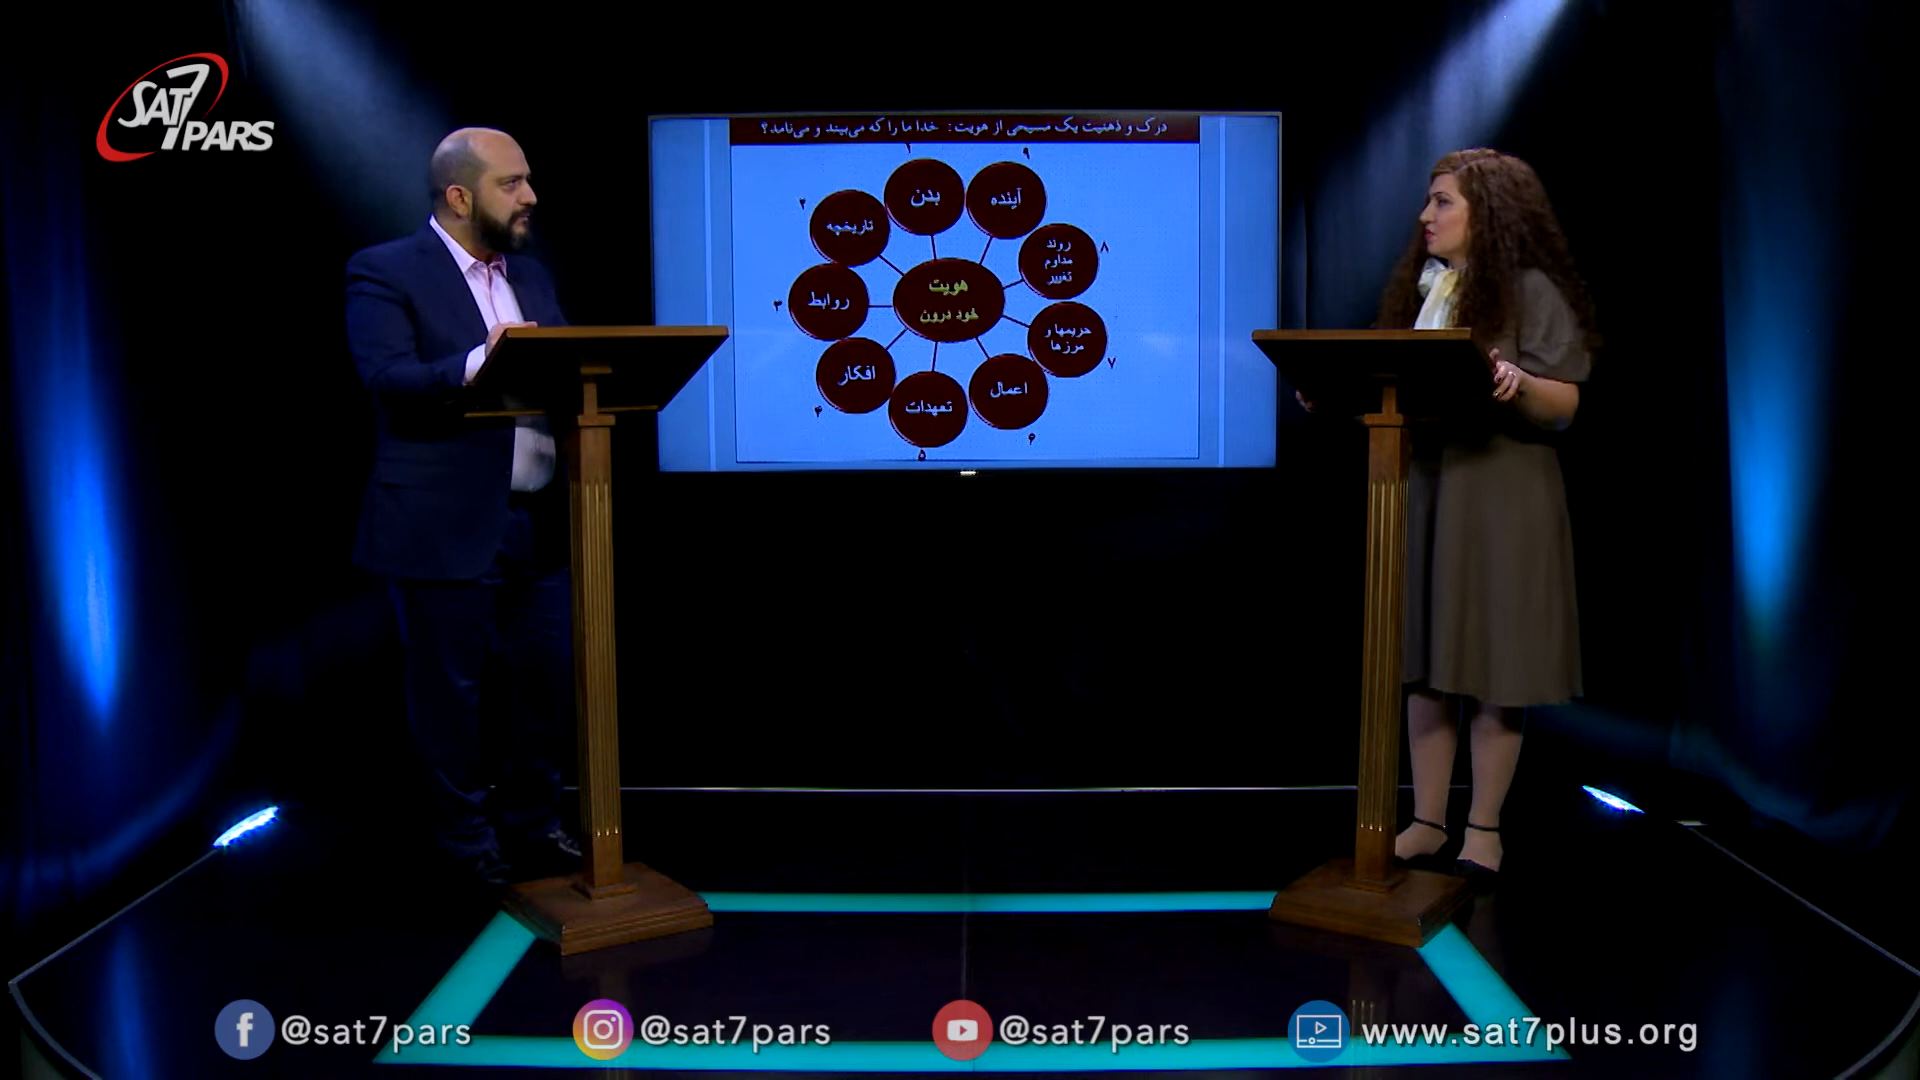 SAT7
PARS
درک و ذهنیت یک مسیحی از هویت: خدا ما را که می‌بیند و می‌نامد؟
۱
بدن
۲
تاریخچه
۳
روابط
۴
افکار
۵
تعهدات
۶
اعمال
۷
حریمها و
مرزها
۸
روند
مداوم
تغییر
۹
آینده
هویت
خود درون
@sat7pars
@sat7pars
@sat7pars
www.sat7plus.org